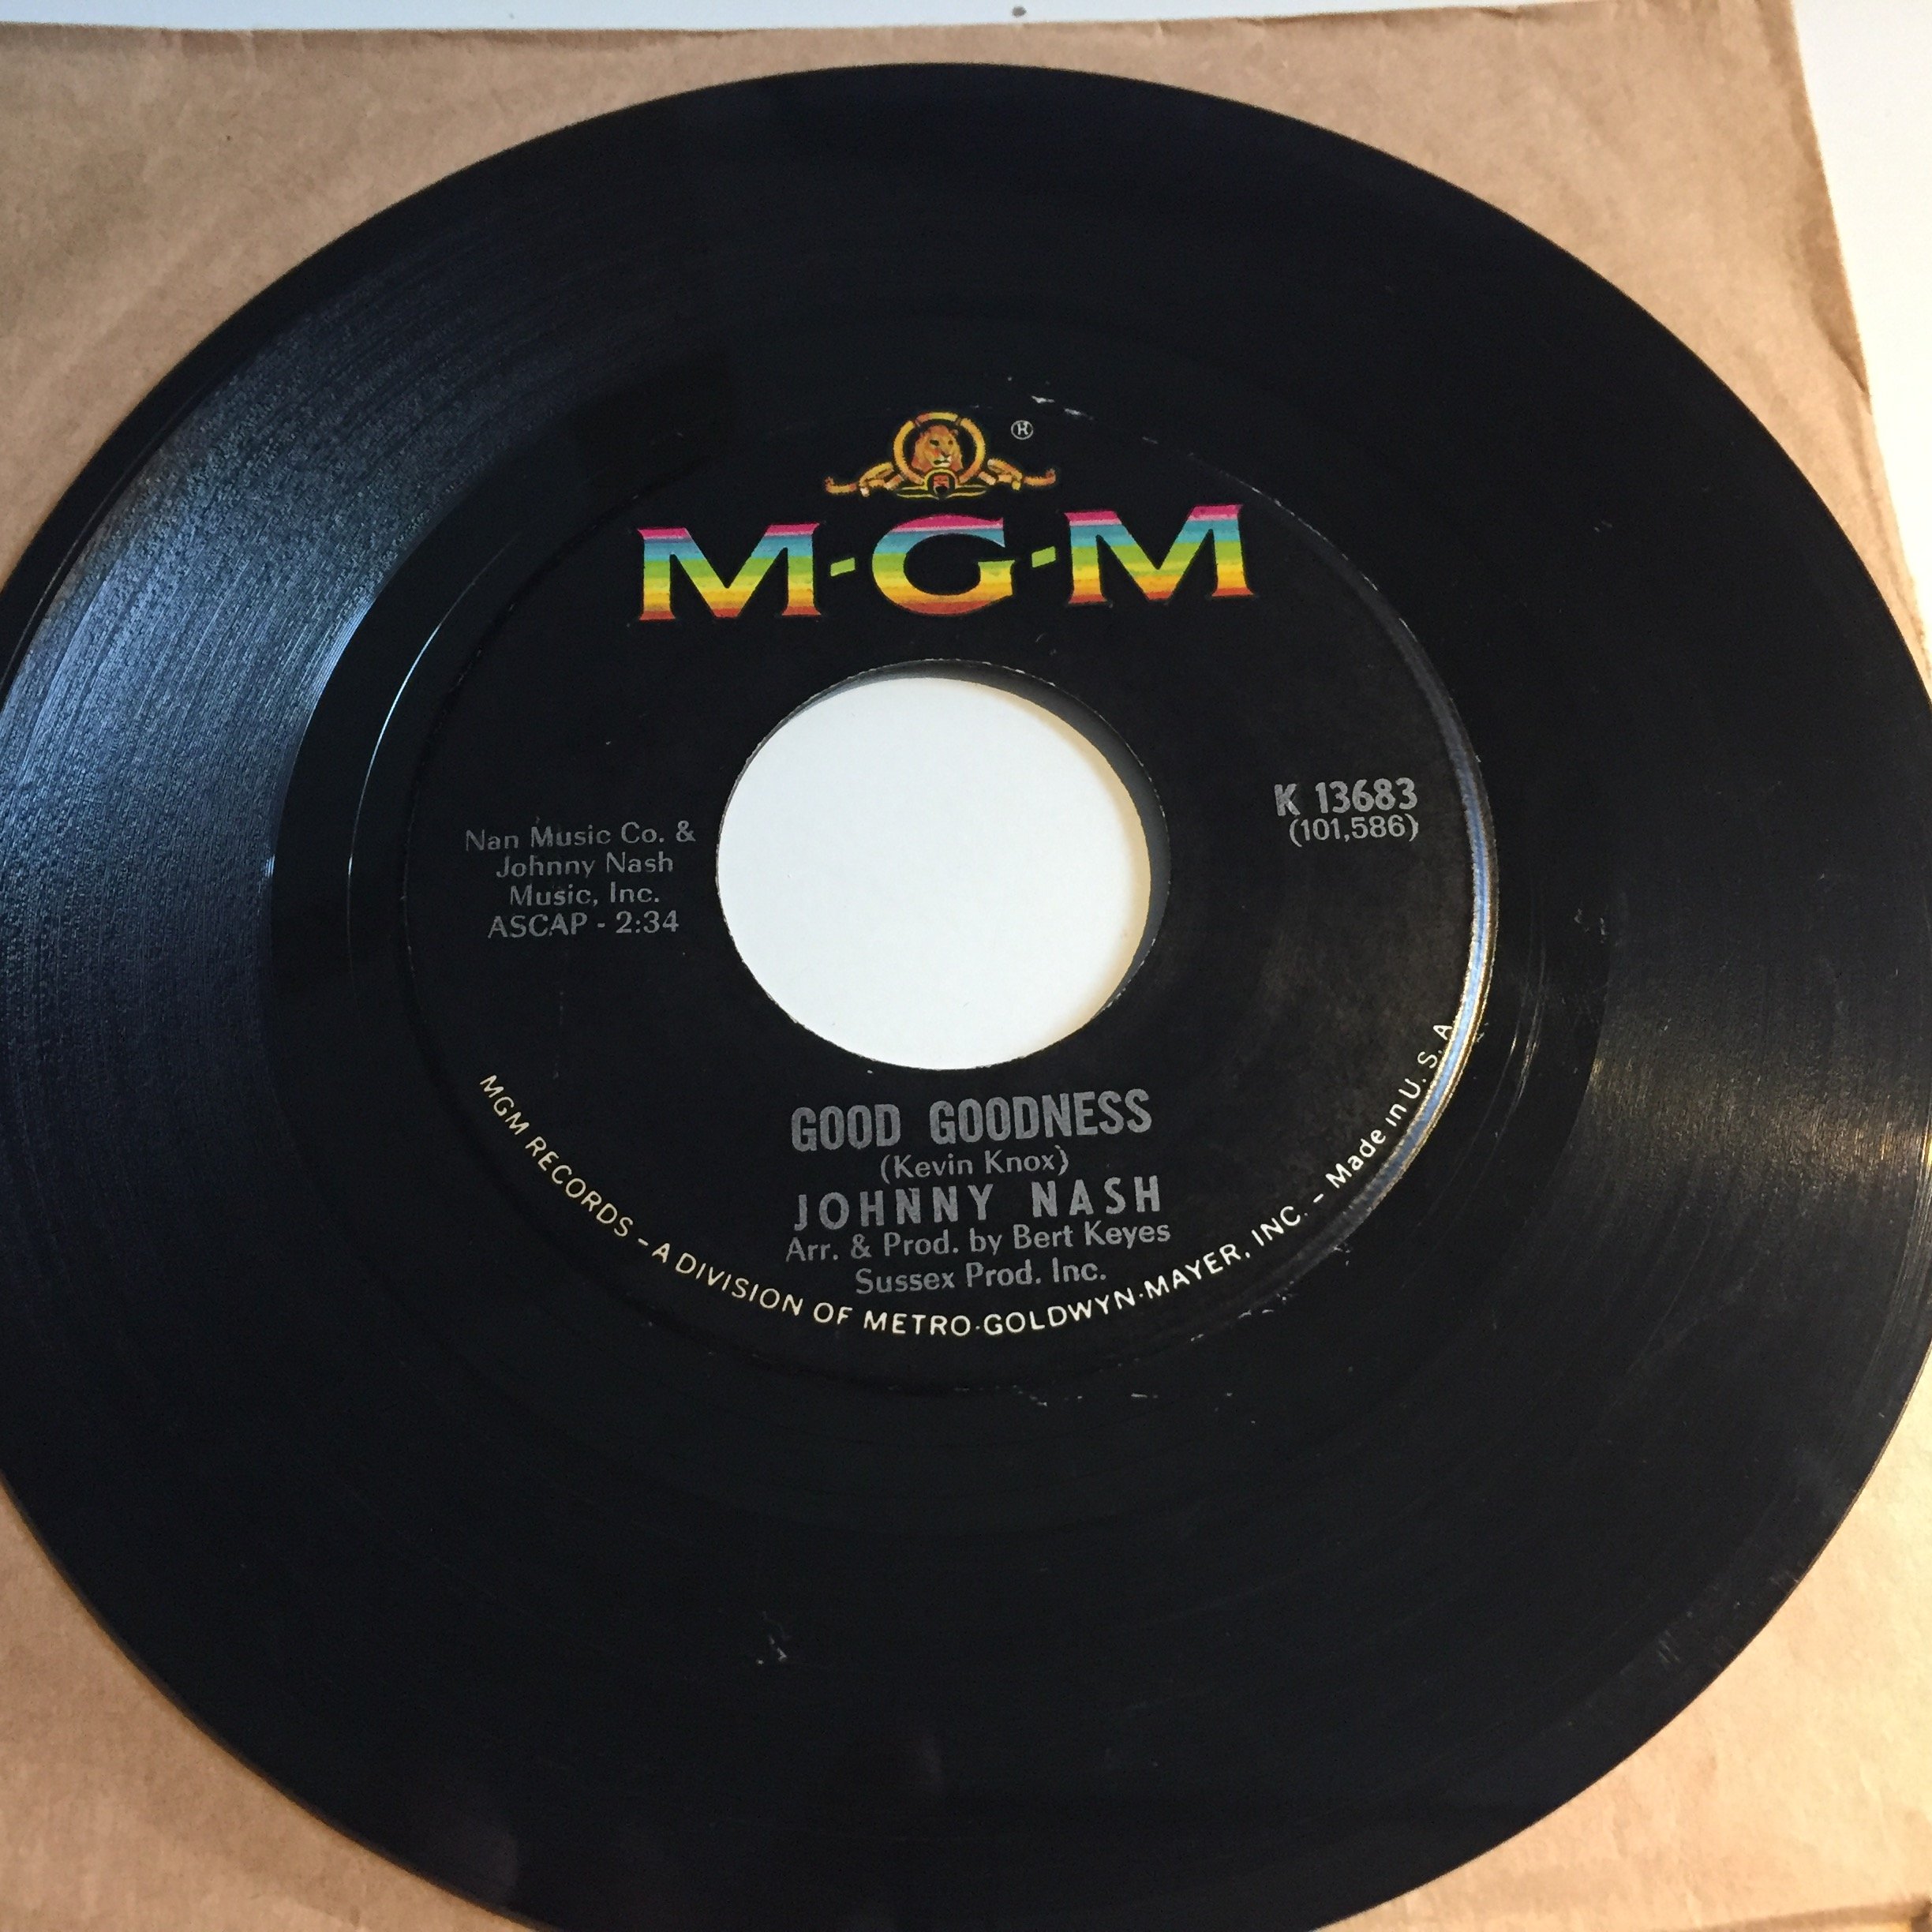 ®
M·G·M
K 13683
(101,586)
Nan Music Co. &
Johnny Nash
Music, Inc.
ASCAP - 2:34
GOOD GOODNESS
(Kevin Knox)
JOHNNY NASH
Arr. & Prod. by Bert Keyes
Sussex Prod. Inc.
MGM RECORDS – A DIVISION OF METRO·GOLDWYN·MAYER, INC. – Made in U. S. A